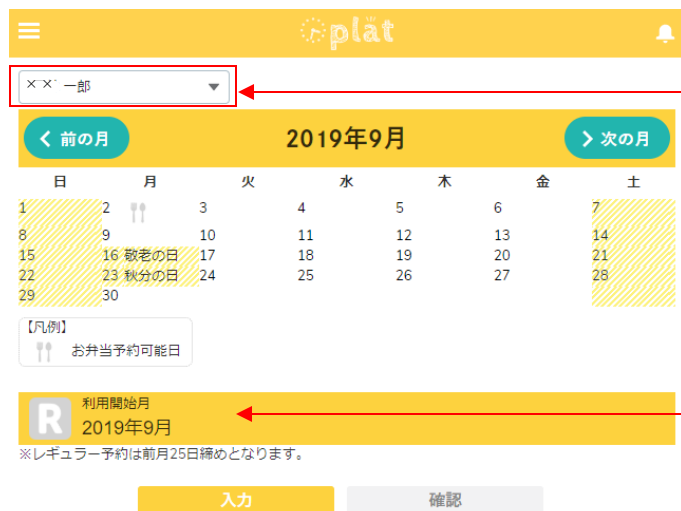 plat
×× 一郎
前の月 2019年9月 次の月
日 月 火 水 木 金 土
1 2 3 4 5 6 7
8 9 10 11 12 13 14
15 16 敬老の日 17 18 19 20 21
22 23 秋分の日 24 25 26 27 28
29 30
【凡例】
お弁当予約可能日
R 利用開始月
2019年9月
※レギュラー予約は前月25日締めとなります。
入力 確認